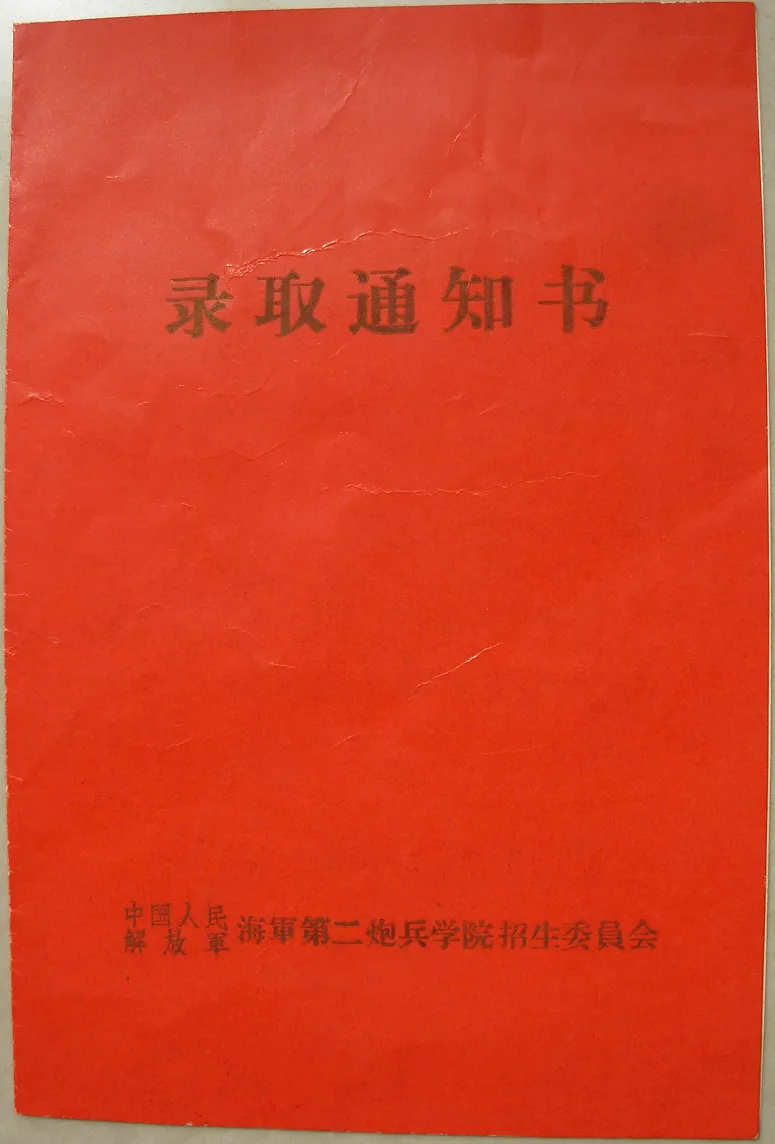 录取通知书
中国人民
解放軍
海軍第二炮兵学院招生委員会